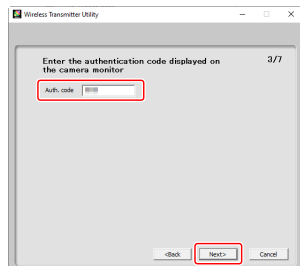 Wireless Transmitter Utility
Enter the authentication code displayed on
the camera monitor
3/7
Auth. code
<Back
Next>
Cancel